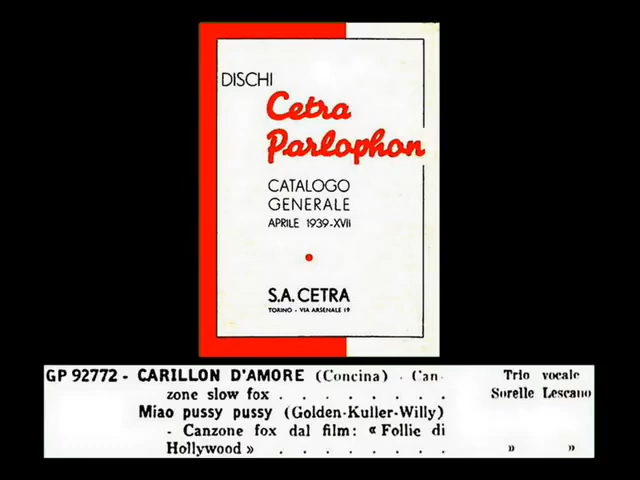 DISCHI
Cetra
Parlophon
CATALOGO
GENERALE
APRILE 1939-XVII
S.A. CETRA
TORINO - VIA ARSENALE 19
GP 92772 - CARILLON D'AMORE (Concina) - Can- Trio vocale
zone slow fox . . . . . . . Sorelle Lescano
Miao pussy pussy (Golden-Kuller-Willy)
- Canzone fox dal film: « Follie di
Hollywood » . . . . . . . » »